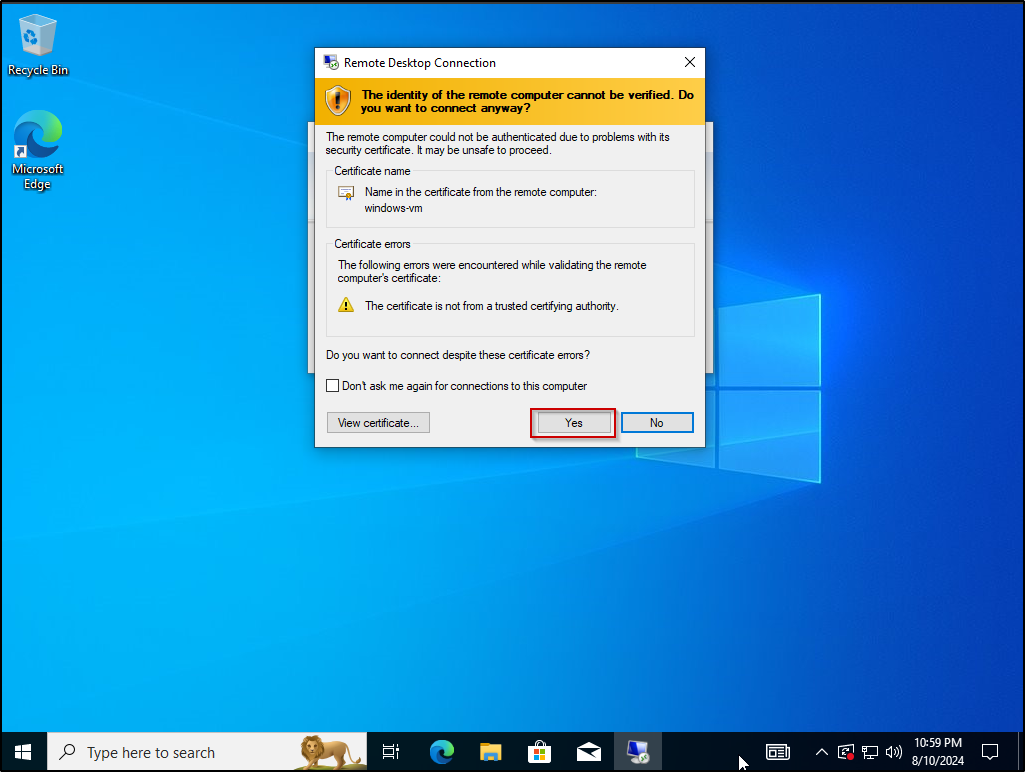 Recycle Bin
Microsoft
Edge
Remote Desktop Connection
The identity of the remote computer cannot be verified. Do
you want to connect anyway?
The remote computer could not be authenticated due to problems with its
security certificate. It may be unsafe to proceed.
Certificate name
Name in the certificate from the remote computer:
windows-vm
Certificate errors
The following errors were encountered while validating the remote
computer's certificate:
The certificate is not from a trusted certifying authority.
Do you want to connect despite these certificate errors?
Don't ask me again for connections to this computer
View certificate...
Yes
No
Type here to search
10:59 PM
8/10/2024